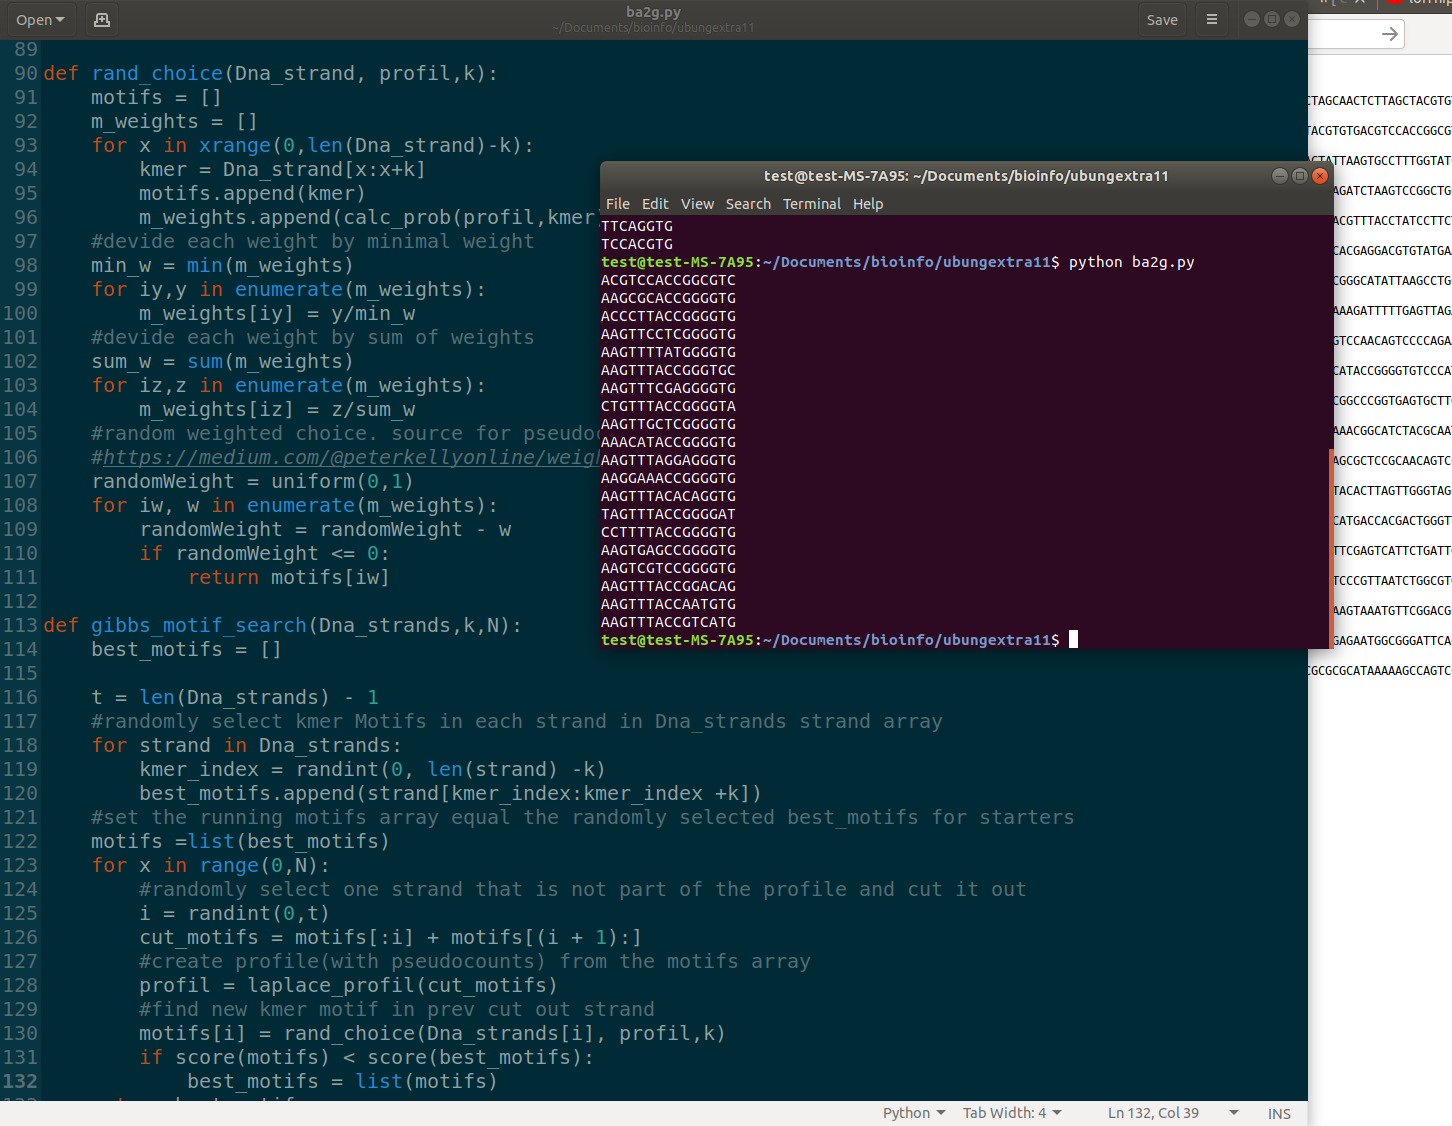 Open
ba2g.py
~/Documents/bioinfo/ubungextra11
Save
89
90 def rand_choice(Dna_strand, profil,k):
91     motifs = []
92     m_weights = []
93     for x in xrange(0,len(Dna_strand)-k):
94         kmer = Dna_strand[x:x+k]
95         motifs.append(kmer)
96         m_weights.append(calc_prob(profil,kmer
97     #devide each weight by minimal weight
98     min_w = min(m_weights)
99     for iy,y in enumerate(m_weights):
100         m_weights[iy] = y/min_w
101     #devide each weight by sum of weights
102     sum_w = sum(m_weights)
103     for iz,z in enumerate(m_weights):
104         m_weights[iz] = z/sum_w
105     #random weighted choice. source for pseudoc
106     #https://medium.com/@peterkellyonline/weigh
107     randomWeight = uniform(0,1)
108     for iw, w in enumerate(m_weights):
109         randomWeight = randomWeight - w
110         if randomWeight <= 0:
111             return motifs[iw]
112
113 def gibbs_motif_search(Dna_strands,k,N):
114     best_motifs = []
115
116     t = len(Dna_strands) - 1
117     #randomly select kmer Motifs in each strand in Dna_strands strand array
118     for strand in Dna_strands:
119         kmer_index = randint(0, len(strand) -k)
120         best_motifs.append(strand[kmer_index:kmer_index +k])
121     #set the running motifs array equal the randomly selected best_motifs for starters
122     motifs =list(best_motifs)
123     for x in range(0,N):
124         #randomly select one strand that is not part of the profile and cut it out
125         i = randint(0,t)
126         cut_motifs = motifs[:i] + motifs[(i + 1):]
127         #create profile(with pseudocounts) from the motifs array
128         profil = laplace_profil(cut_motifs)
129         #find new kmer motif in prev cut out strand
130         motifs[i] = rand_choice(Dna_strands[i], profil,k)
131         if score(motifs) < score(best_motifs):
132             best_motifs = list(motifs)
Python
Tab Width: 4
Ln 132, Col 39
INS
test@test-MS-7A95: ~/Documents/bioinfo/ubungextra11
File Edit View Search Terminal Help
TTCAGGTG
TCCACGTG
test@test-MS-7A95:~/Documents/bioinfo/ubungextra11$ python ba2g.py
ACGTCCACCGGCGTC
AAGCGCACCGGGGTG
ACCCTTACCGGGGTG
AAGTTCCTCGGGGTG
AAGTTTTATGGGGTG
AAGTTTACCGGGTGC
AAGTTTCGAGGGGTG
CTGTTTACCGGGGTA
AAGTTGCTCGGGGTG
AAACATACCGGGGTG
AAGTTTAGGAGGGTG
AAGGAAACCGGGGTG
AAGTTTACACAGGTG
TAGTTTACCGGGGAT
CCTTTTACCGGGGTG
AAGTGAGCCGGGGTG
AAGTCGTCCGGGGTG
AAGTTTACCGGACAG
AAGTTTACCAATGTG
AAGTTTACCGTCATG
test@test-MS-7A95:~/Documents/bioinfo/ubungextra11$
TAGCAACTCTTAGCTACGTG
TACGTGTGACGTCCACCGGCG
TATTAAGTGCCTTTGGTAT
AGATCTAAGTCCGGCTG
ACGTTTACCTATCCTTC
CACGAGGACGTGTATGA
CGGGCATATTAAGCCTG
AAAGATTTTTGAGTTAG
GTCCAACAGTCCCCAGA
CATACCGGGGTGTCCCA
CGGCCCGGTGAGTGCTT
AAACGGCATCTACGCAA
AGCGCTCCGCAACAGTC
TACACTTAGTTGGGTAG
CATGACCACGACTGGGT
TTCGAGTCATTCTGATT
TCCCGTTAATCTGGCGT
AAGTAAATGTTCGGACG
GAGAATGGCGGGATTCA
CGCGCGCATAAAAAGCCAGTC